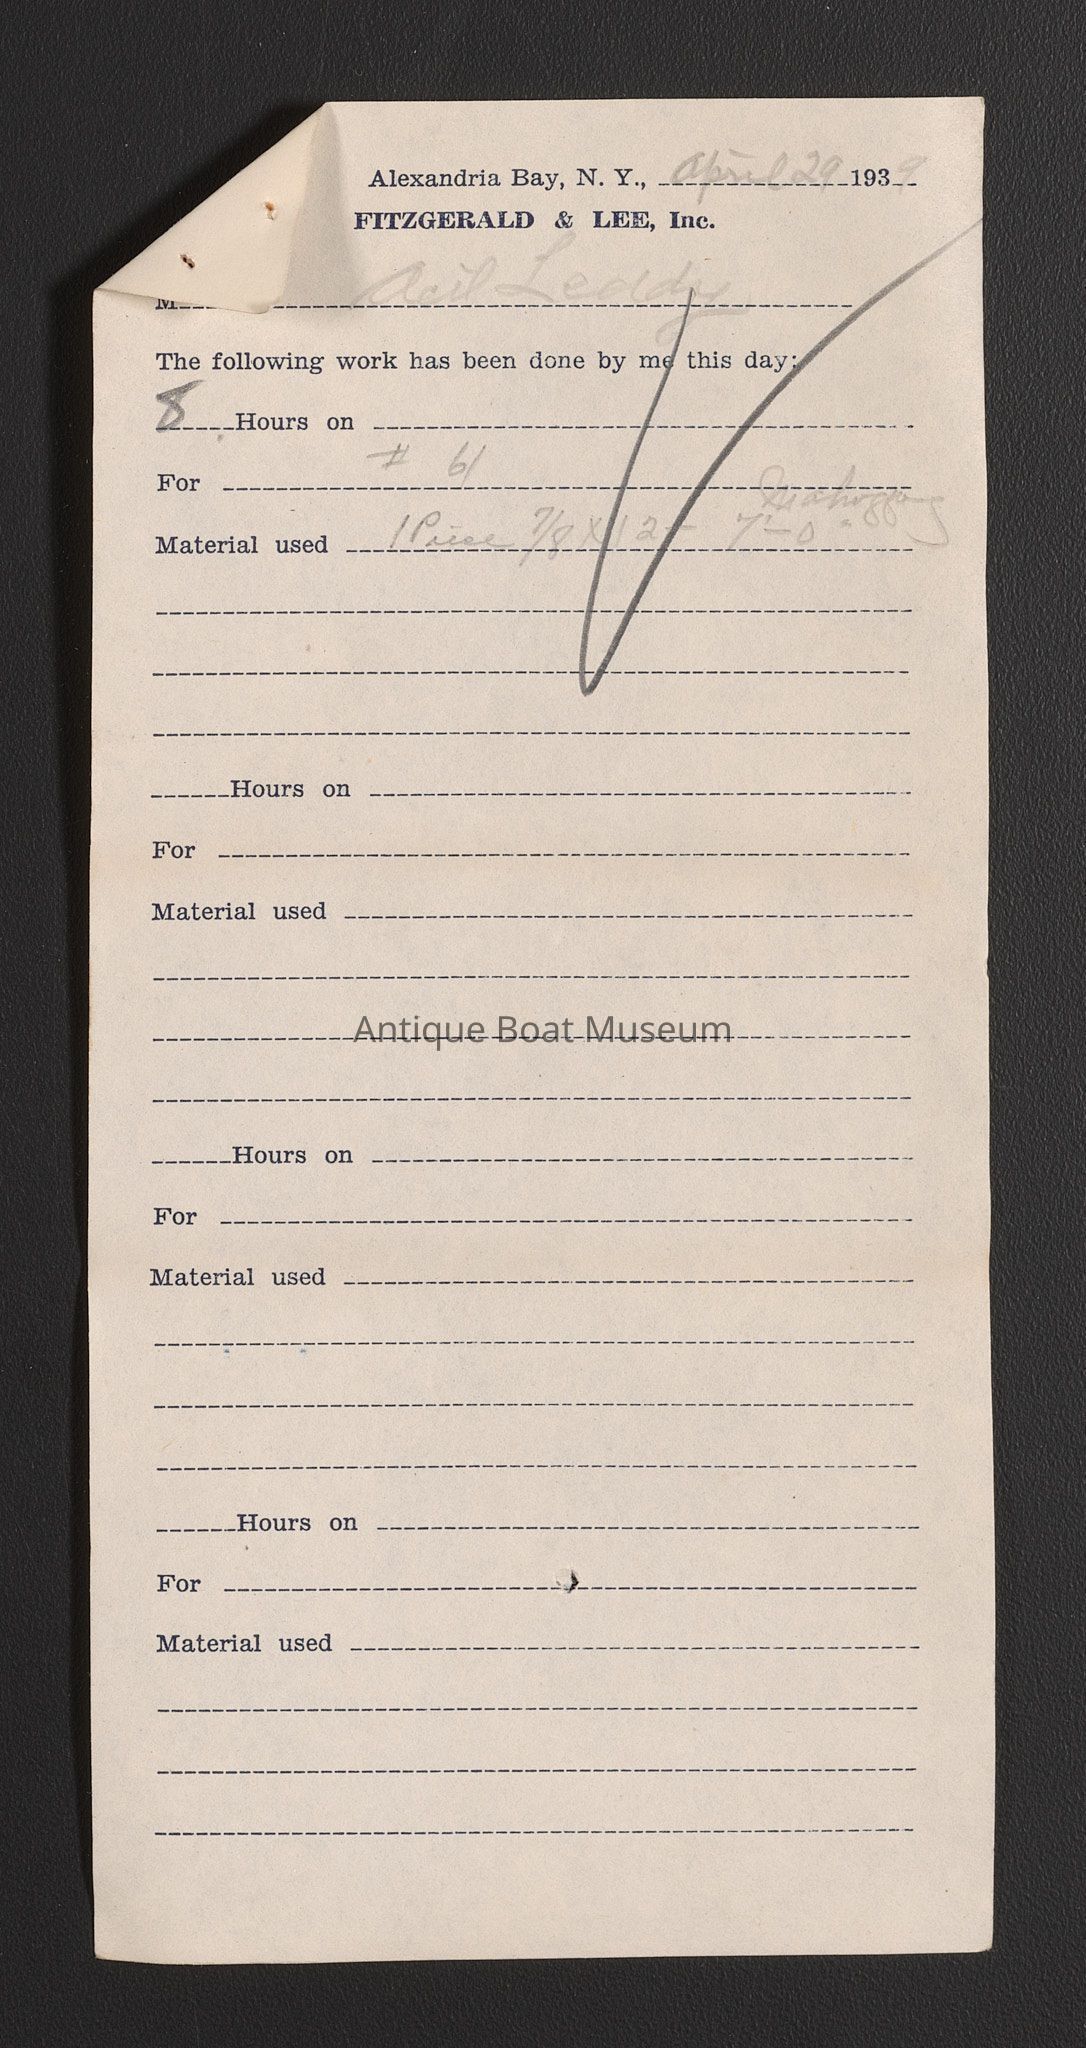 Alexandria Bay, N. Y., April 29 1939
FITZGERALD & LEE, Inc.
M Leddy
The following work has been done by me this day:
8 Hours on
For # 61
Mahoggany
Material used 1 Piece 7/8 X 12 - 7'-0"
Hours on
For
Material used
Antique Boat Museum
Hours on
For
Material used
Hours on
For
Material used